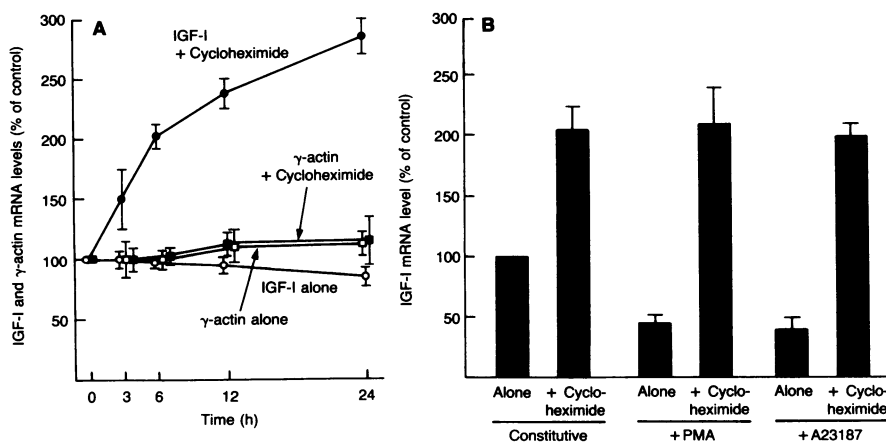 A
IGF-I and γ-actin mRNA levels (% of control)
300
250
200
150
100
50
IGF-I
+ Cycloheximide
γ-actin
+ Cycloheximide
IGF-I alone
γ-actin alone
0 3 6 12 24
Time (h)
B
IGF-I mRNA level (% of control)
300
250
200
150
100
50
Alone + Cyclo- Alone + Cyclo- Alone + Cyclo-
heximide heximide heximide
Constitutive +PMA +A23187